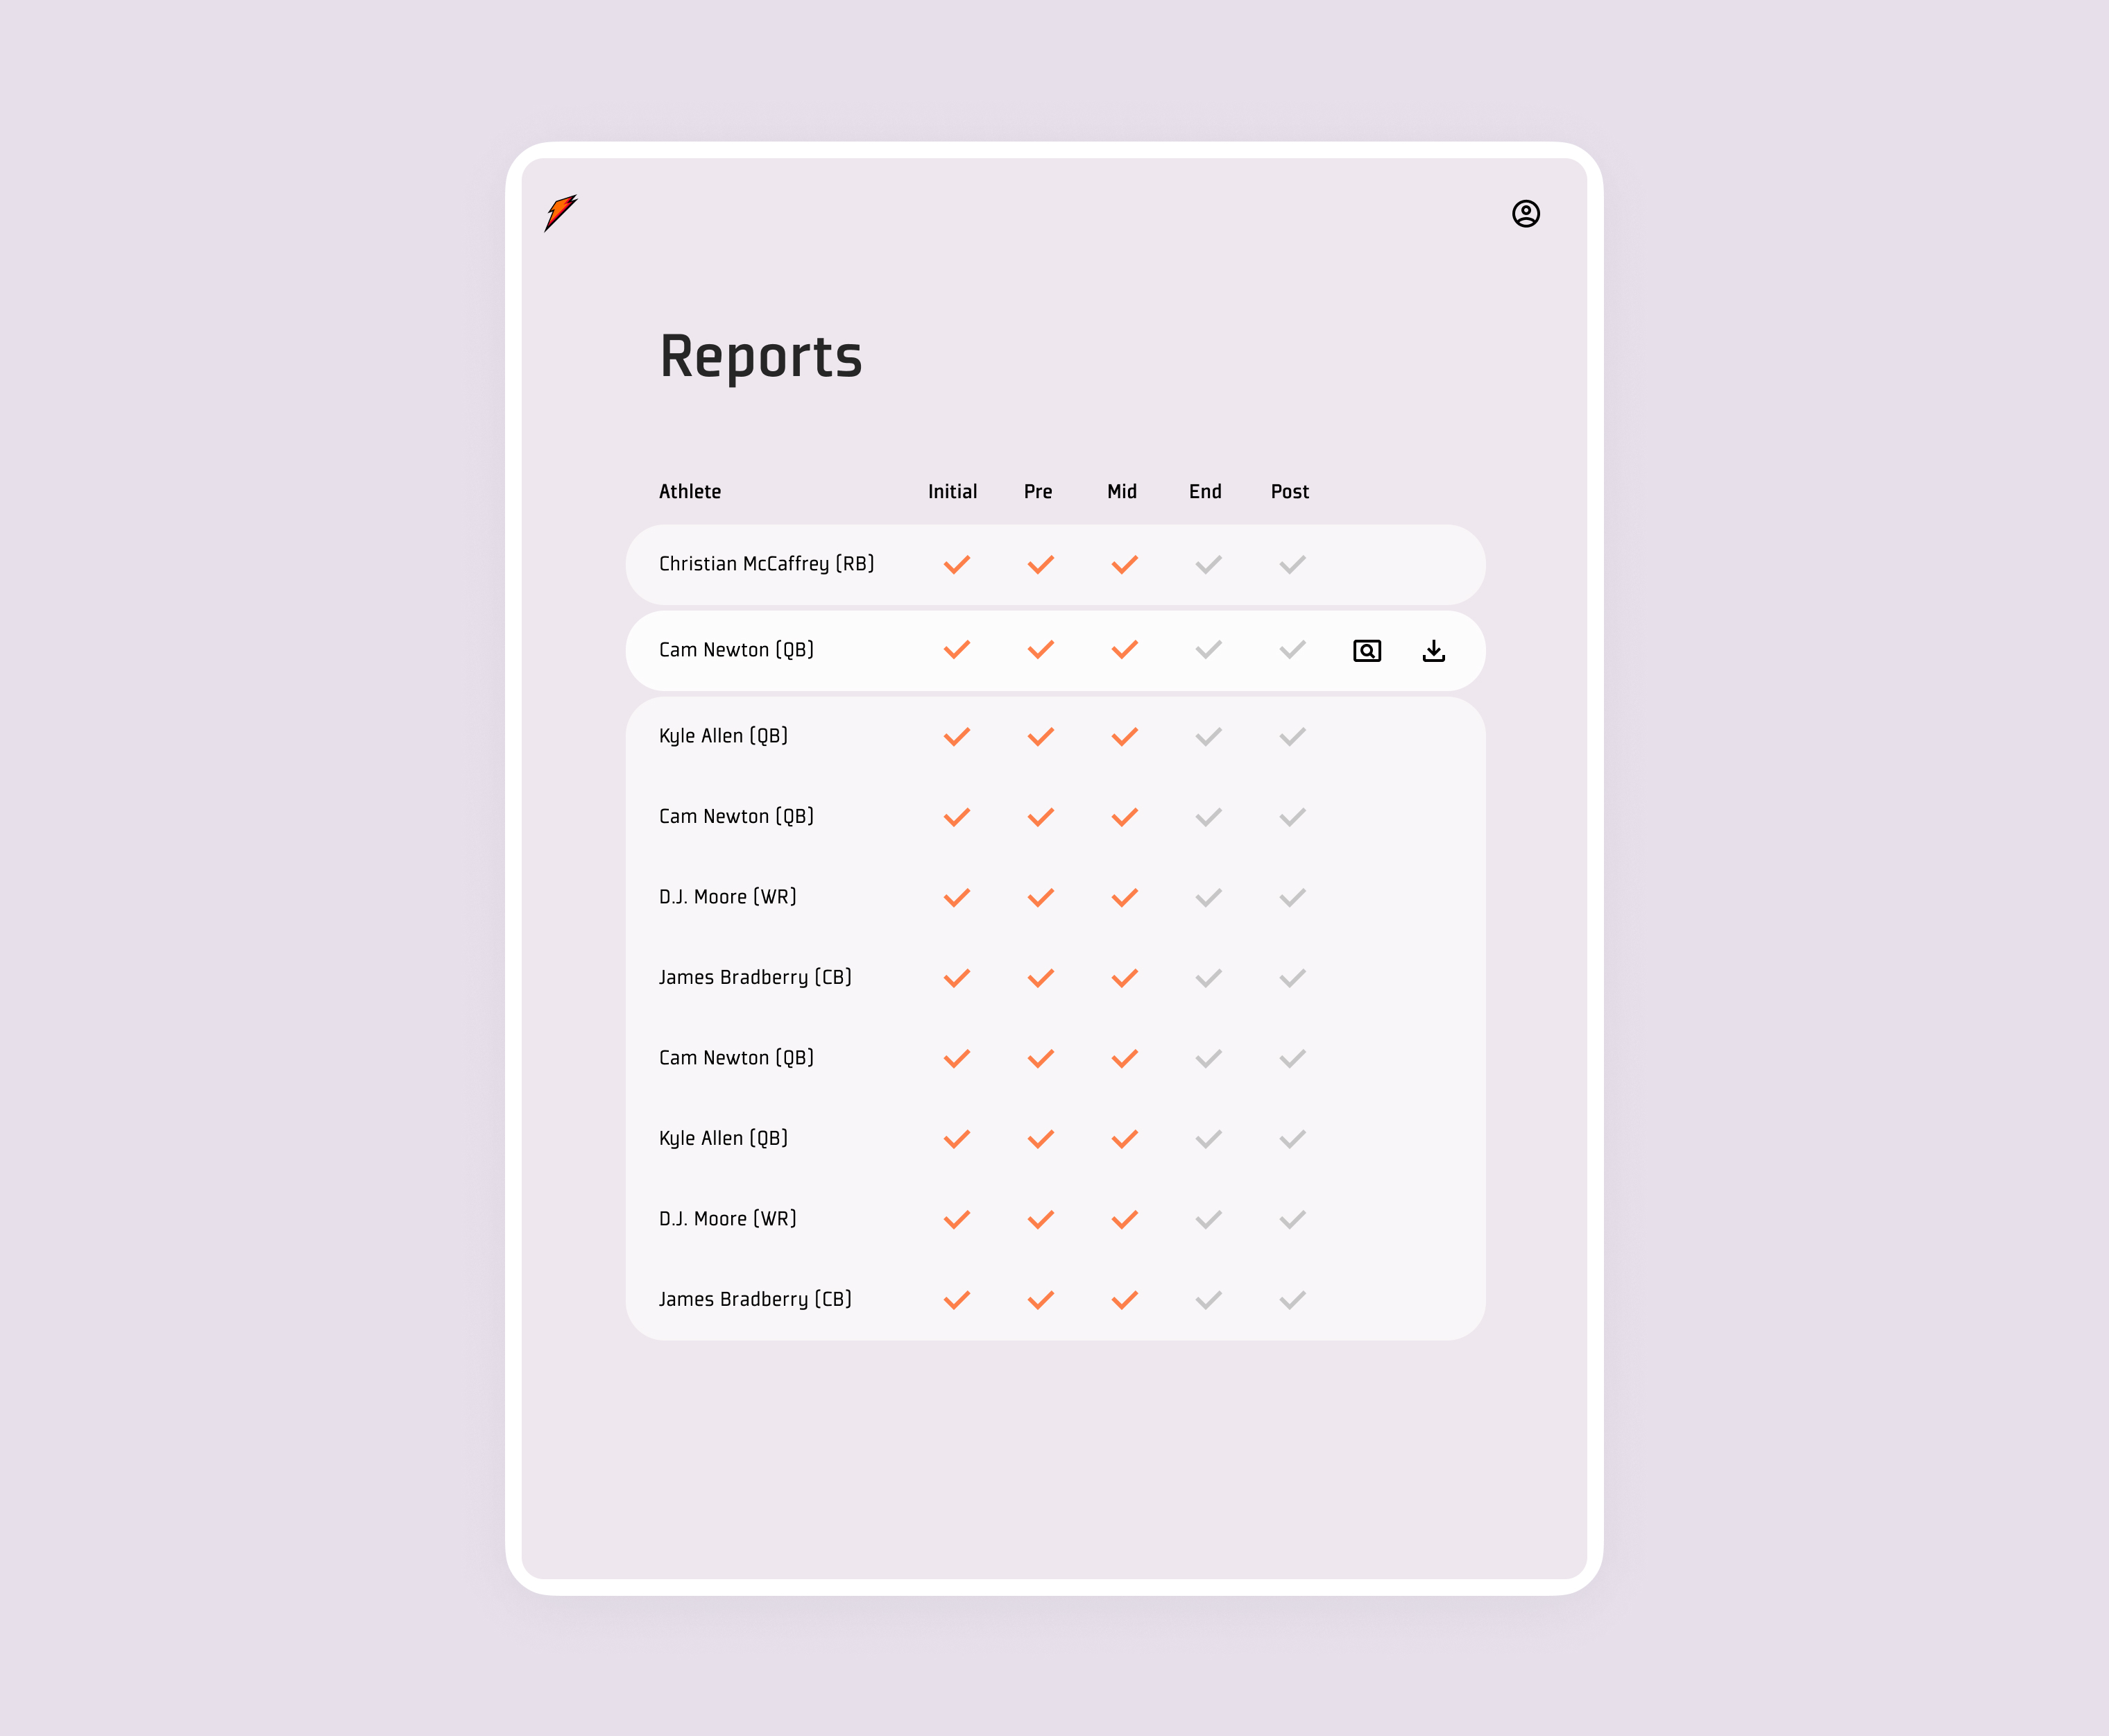 Reports
Athlete Initial Pre Mid End Post
Christian McCaffrey (RB)
Cam Newton (QB)
Kyle Allen (QB)
Cam Newton (QB)
D.J. Moore (WR)
James Bradberry (CB)
Cam Newton (QB)
Kyle Allen (QB)
D.J. Moore (WR)
James Bradberry (CB)